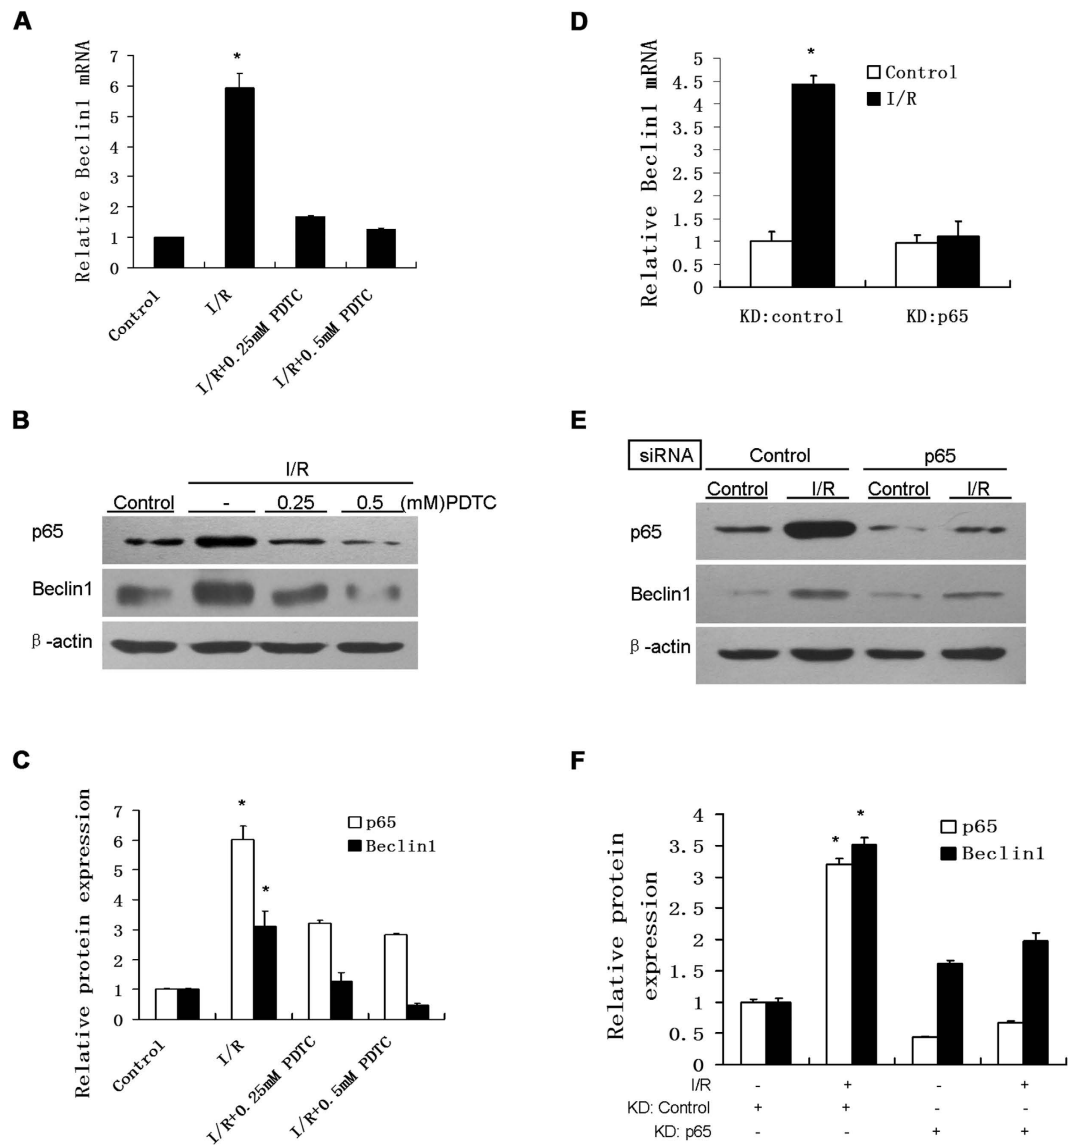 A
Relative Beclin1 mRNA
7
6
5
4
3
2
1
0
*
Control
I/R
I/R+0.25mM PDTC
I/R+0.5mM PDTC
D
Relative Beclin1 mRNA
5
4.5
4
3.5
3
2.5
2
1.5
1
0.5
0
*
Control
I/R
KD:control
KD:p65
B
I/R
Control - 0.25 0.5 (mM)PDTC
p65
Beclin1
β-actin
E
siRNA Control p65
Control I/R Control I/R
p65
Beclin1
β-actin
C
Relative protein expression
7
6
5
4
3
2
1
0
*
*
p65
Beclin1
Control
I/R
I/R+0.25mM PDTC
I/R+0.5mM PDTC
F
Relative protein
expression
4
3.5
3
2.5
2
1.5
1
0.5
0
* *
p65
Beclin1
I/R - + - +
KD: Control + + - -
KD: p65 - - + +